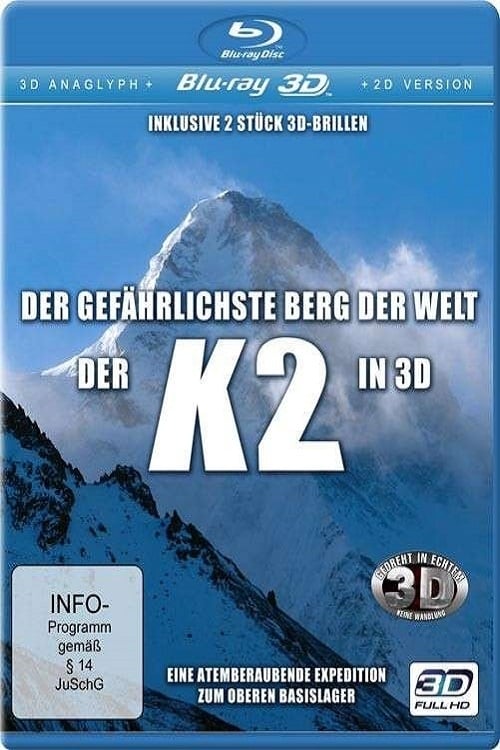 Blu-ray Disc
3D ANAGLYPH + Blu-ray 3D™ + 2D VERSION
INKLUSIVE 2 STÜCK 3D-BRILLEN
DER GEFÄHRLICHSTE BERG DER WELT
DER K2 IN 3D
GEDREHT IN ECHTEM
3D
KEINE WANDLUNG
INFO-
Programm
gemäß
§ 14
JuSchG
EINE ATEMBERAUBENDE EXPEDITION
ZUM OBEREN BASISLAGER
3D
FULL HD